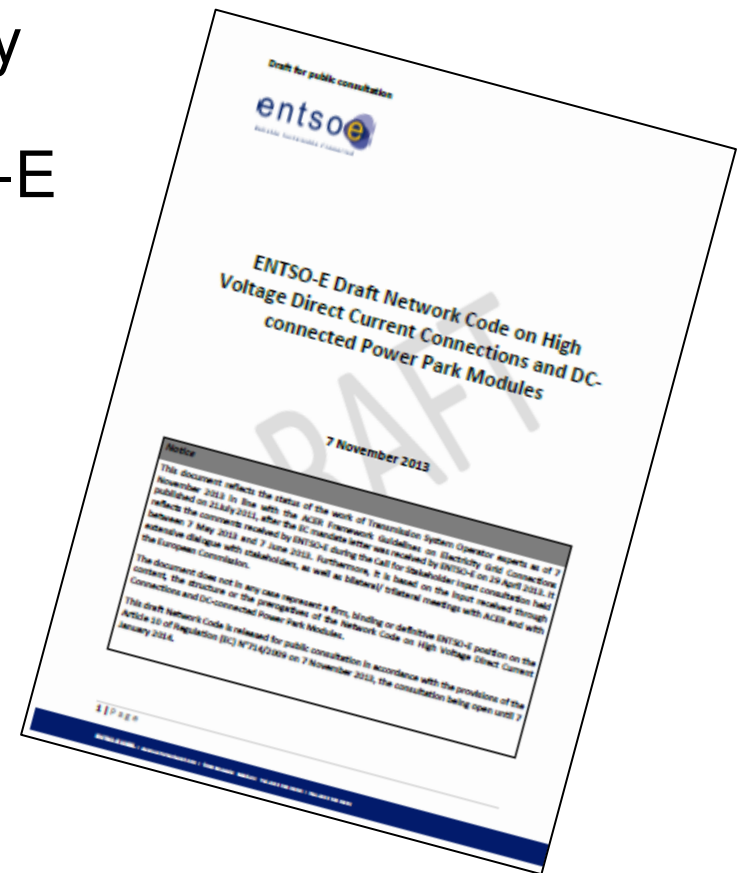 y
-E
Draft for public consultation
entsoe
ENTSO-E Draft Network Code on High
Voltage Direct Current Connections and DC-
connected Power Park Modules
DRAFT
7 November 2013
Notice
This document reflects the status of the work of Transmission System Operator experts as of 7
November 2013 in line with the ACER Framework Guidelines on Electricity Grid Connections
published on 21July 2011, after the EC mandate letter was received by ENTSO-E on 29 April 2013. It
reflects the comments received by ENTSO-E during the Call for Stakeholder Input consultation held
between 7 May 2013 and 7 June 2013. Furthermore, it is based on the input received through
extensive dialogue with stakeholders, as well as bilateral/ trilateral meetings with ACER and with
the European Commission.
The document does not in any case represent a firm, binding or definitive ENTSO-E position on the
content, the structure or the prerogatives of the Network Code on High Voltage Direct Current
Connections and DC-connected Power Park Modules.
This draft Network Code is released for public consultation in accordance with the provisions of the
Article 10 of Regulation (EC) N°714/2009 on 7 November 2013, the consultation being open until 7
January 2014.
1 | Page